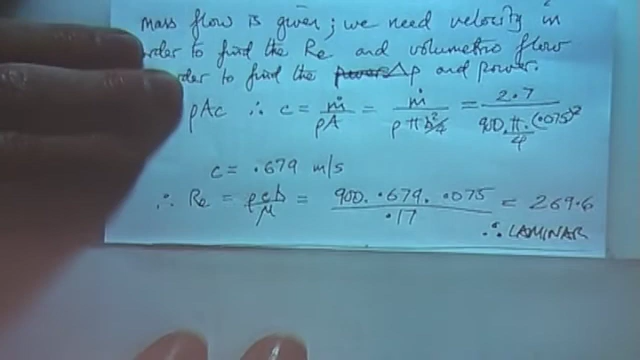 mass flow is given; we need velocity in
order to find the Re and volumetric flow
order to find the Δp and power.
ρAc ∴ c = ṁ/ρA = ṁ/(ρ π D²/4) = 2.7/(900. π/4 .(.075)²)
c = .679 m/s
∴ Re = ρcD/μ = (900. .679. .075)/.17 = 269.6
∴ LAMINAR